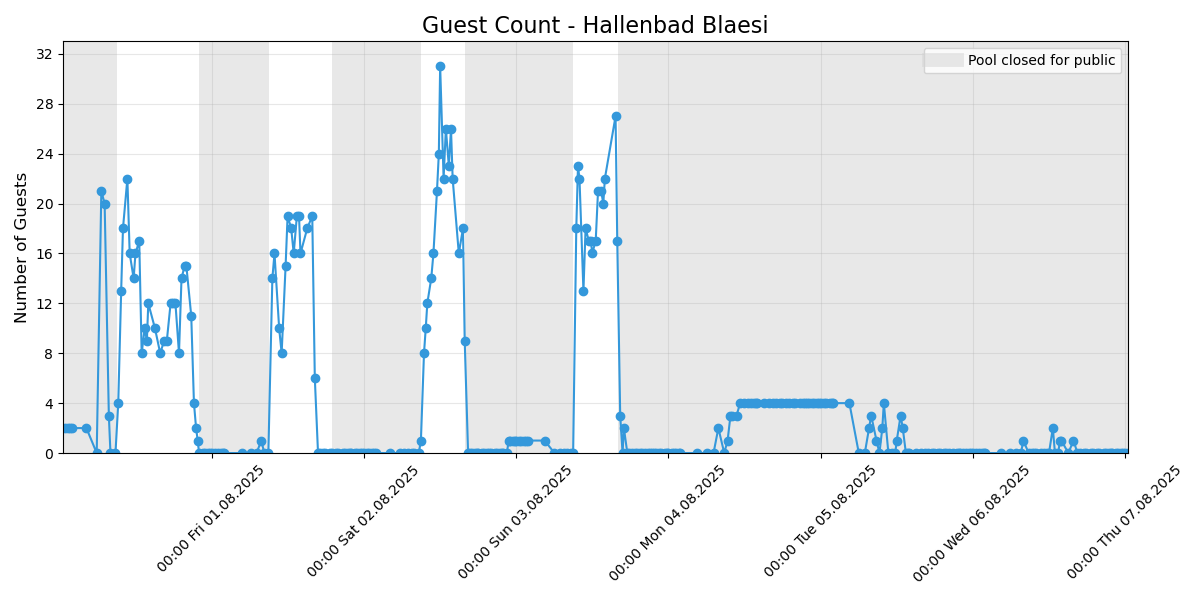 Guest Count - Hallenbad Blaesi
Pool closed for public
Number of Guests
32
28
24
20
16
12
8
4
0
00:00 Fri 01.08.2025
00:00 Sat 02.08.2025
00:00 Sun 03.08.2025
00:00 Mon 04.08.2025
00:00 Tue 05.08.2025
00:00 Wed 06.08.2025
00:00 Thu 07.08.2025